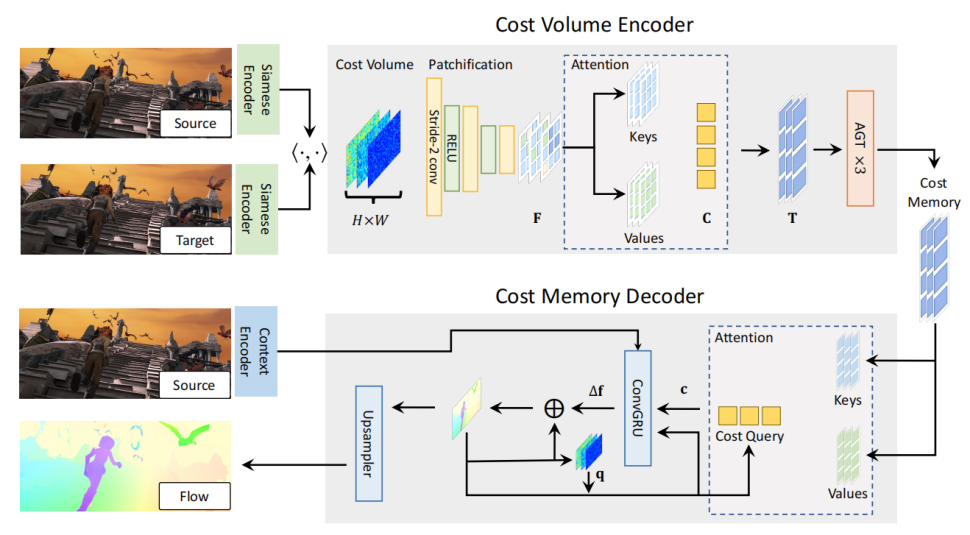 Cost Volume Encoder
Siamese
Encoder
Source
Siamese
Encoder
Target
⟨·,·⟩
Cost Volume
H×W
Patchification
Stride-2 conv
RELU
F
Attention
Keys
Values
C
T
AGT
×3
Cost
Memory
Cost Memory Decoder
Context
Encoder
Source
Flow
Upsampler
Δf
q
ConvGRU
c
Attention
Cost Query
Keys
Values